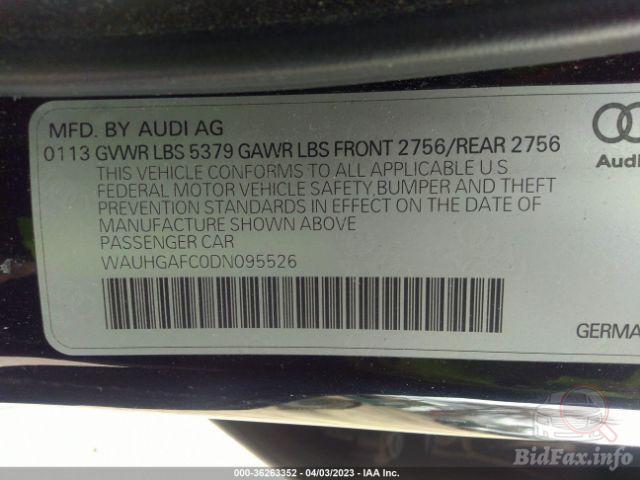 MFD. BY AUDI AG
0113 GVWR LBS 5379 GAWR LBS FRONT 2756/REAR 2756
THIS VEHICLE CONFORMS TO ALL APPLICABLE U.S
FEDERAL MOTOR VEHICLE SAFETY,BUMPER AND THEFT
PREVENTION STANDARDS IN EFFECT ON THE DATE OF
MANUFACTURE SHOWN ABOVE
PASSENGER CAR
WAUHGAFC0DN095526
Audi
GERMA
BidFax.info
000-36263352 - 04/03/2023 - IAA Inc.